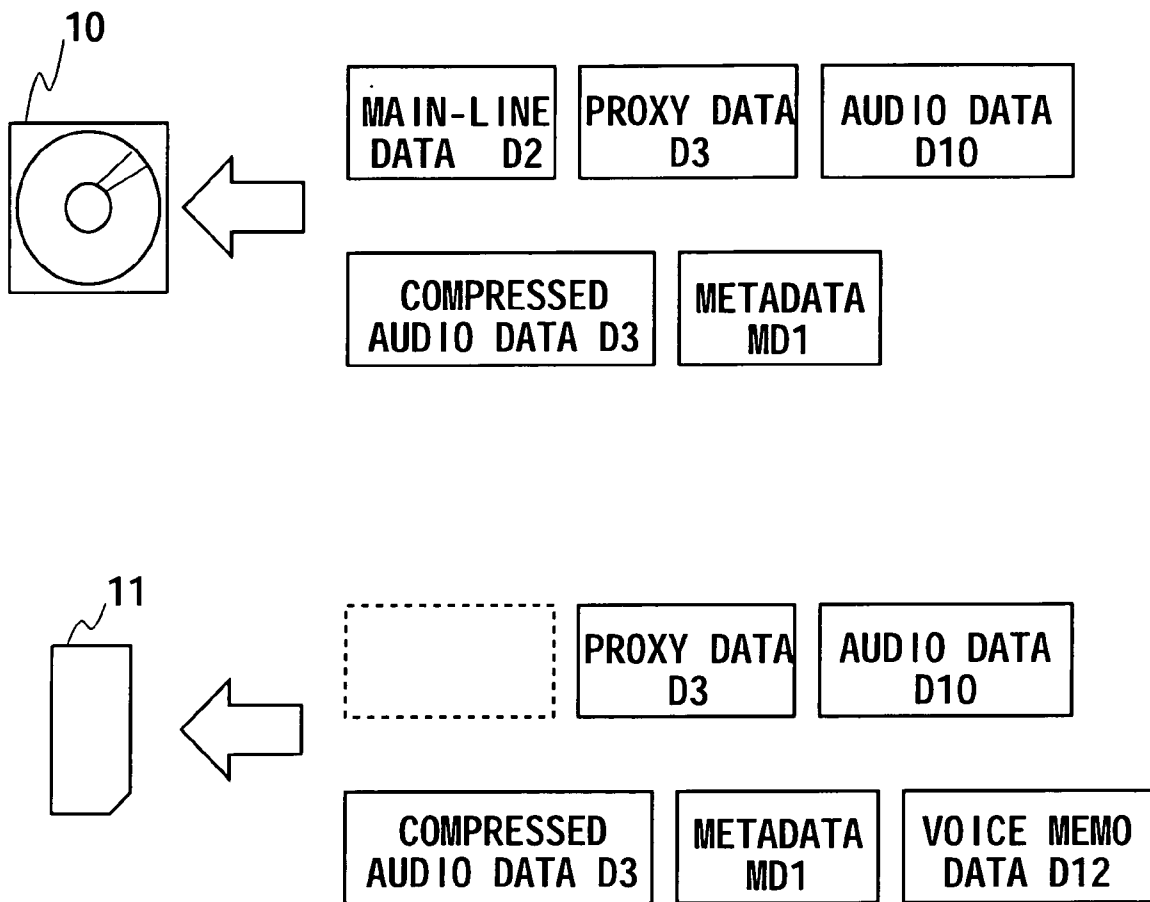 10
MAIN-LINE
DATA D2
PROXY DATA
D3
AUDIO DATA
D10
COMPRESSED
AUDIO DATA D3
METADATA
MD1
11
PROXY DATA
D3
AUDIO DATA
D10
COMPRESSED
AUDIO DATA D3
METADATA
MD1
VOICE MEMO
DATA D12